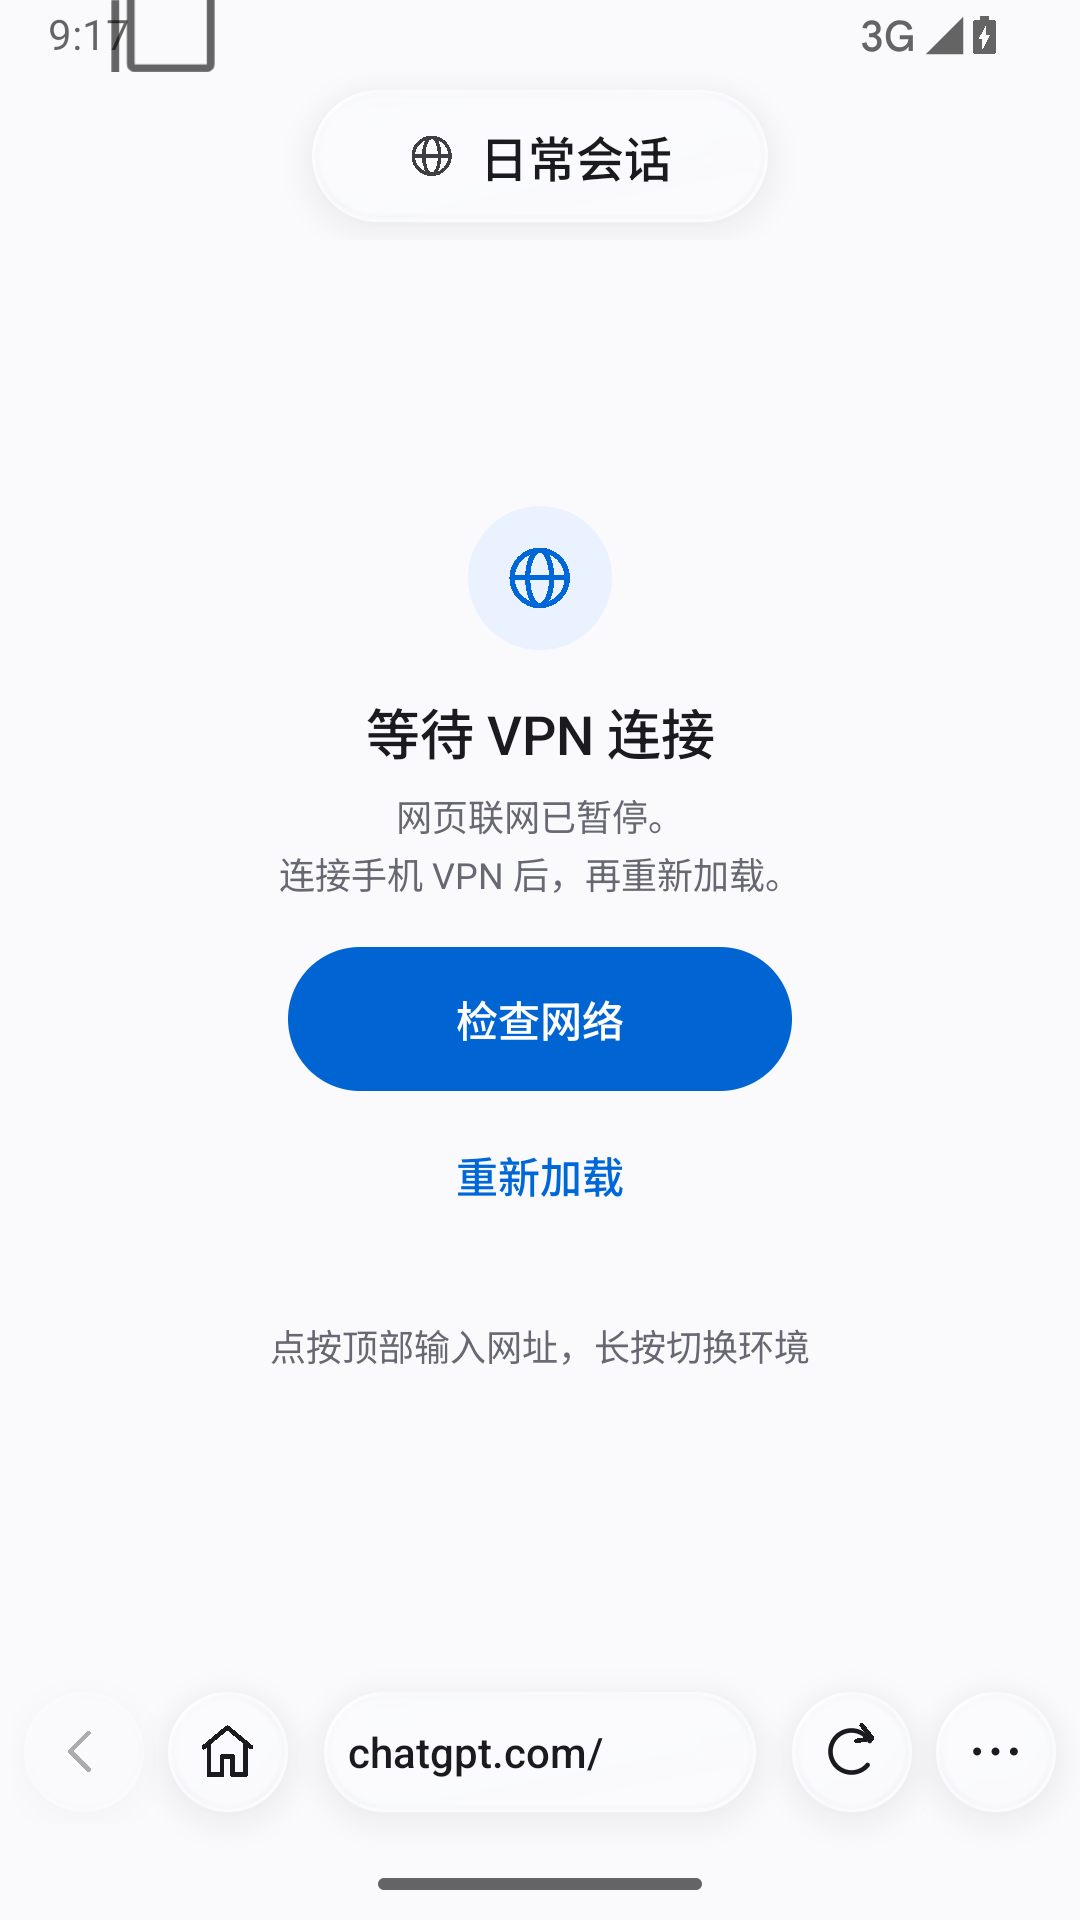 9:17
3G
日常会话
等待 VPN 连接
网页联网已暂停。
连接手机 VPN 后，再重新加载。
检查网络
重新加载
点按顶部输入网址，长按切换环境
chatgpt.com/